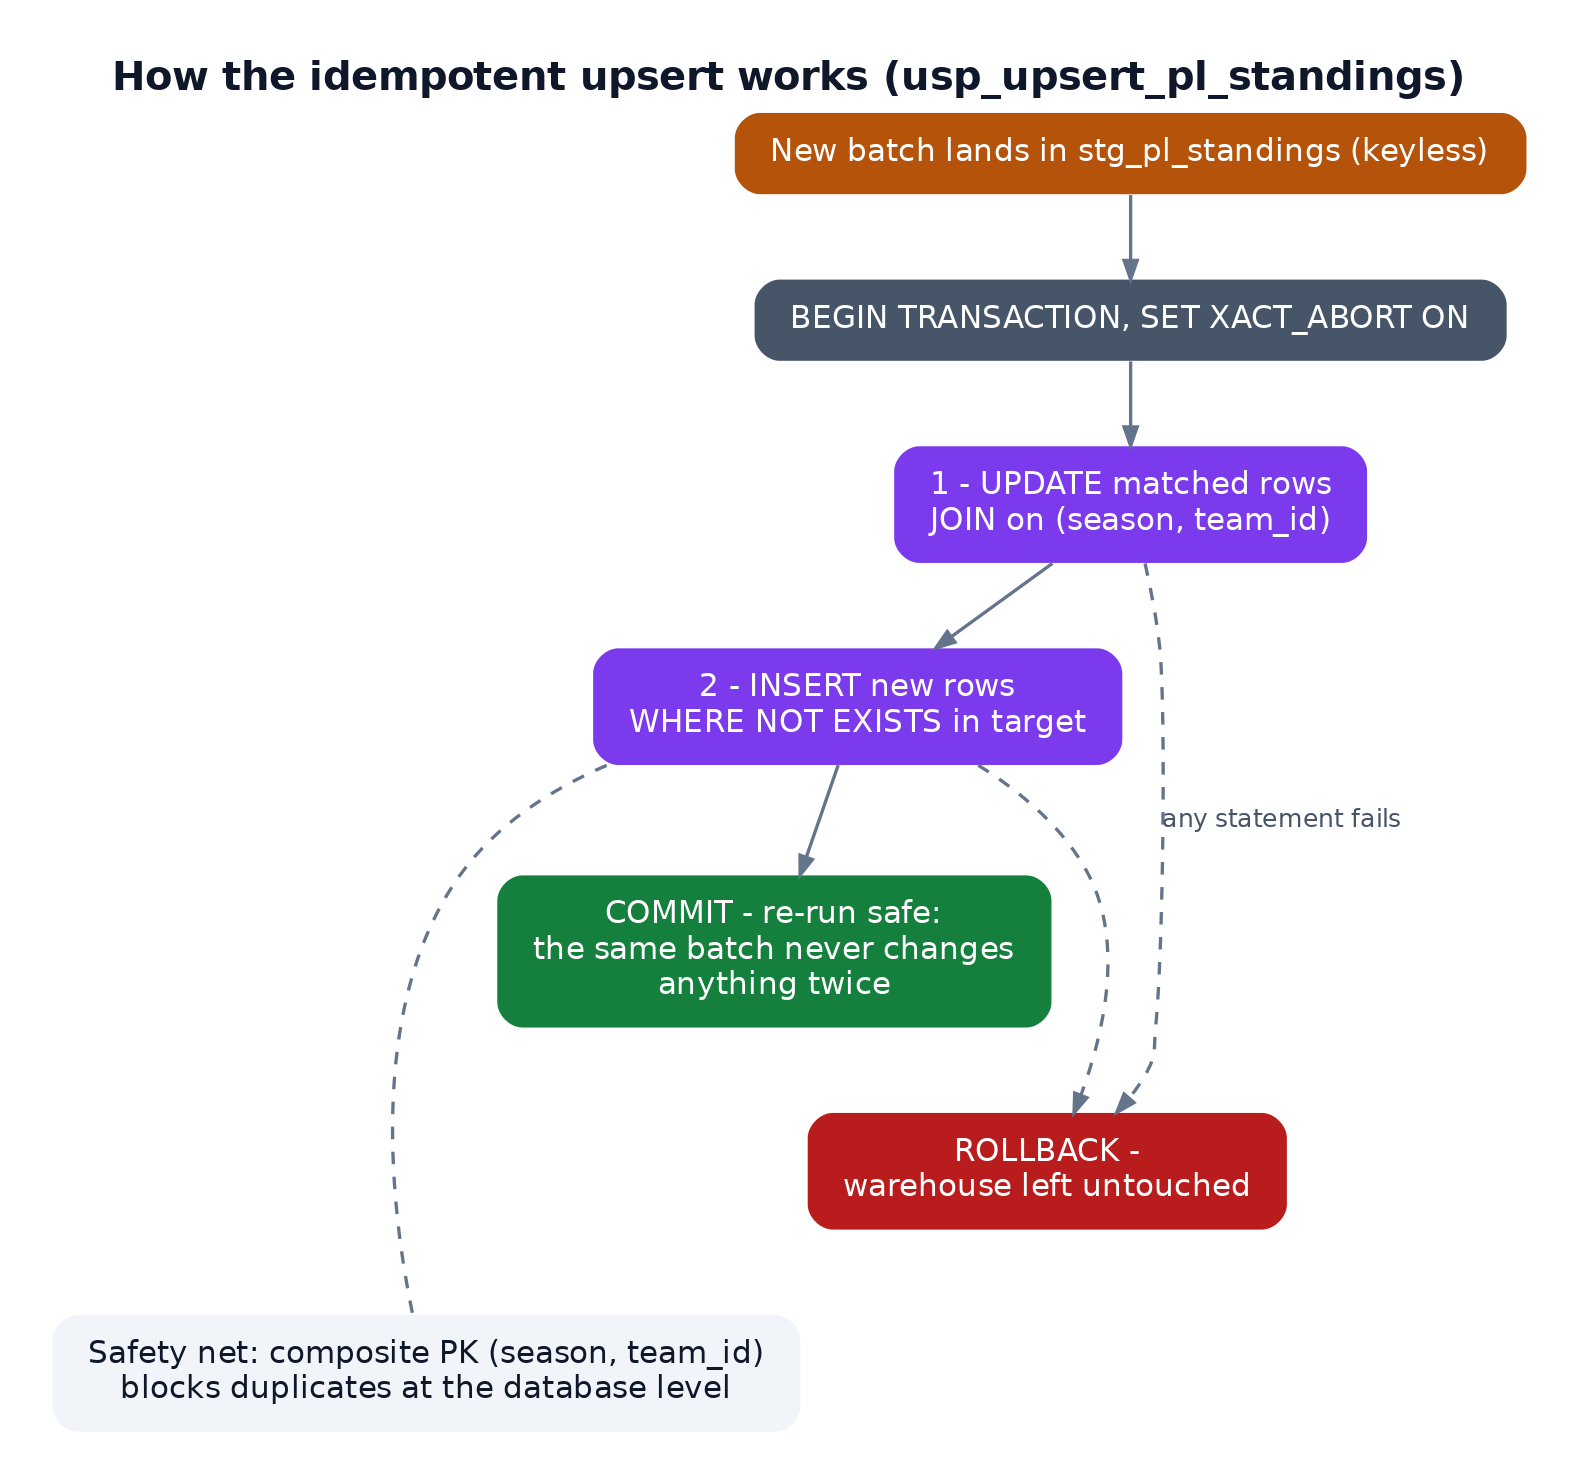 How the idempotent upsert works (usp_upsert_pl_standings)
New batch lands in stg_pl_standings (keyless)
BEGIN TRANSACTION, SET XACT_ABORT ON
1 - UPDATE matched rows
JOIN on (season, team_id)
2 - INSERT new rows
WHERE NOT EXISTS in target
any statement fails
COMMIT - re-run safe:
the same batch never changes
anything twice
ROLLBACK -
warehouse left untouched
Safety net: composite PK (season, team_id)
blocks duplicates at the database level